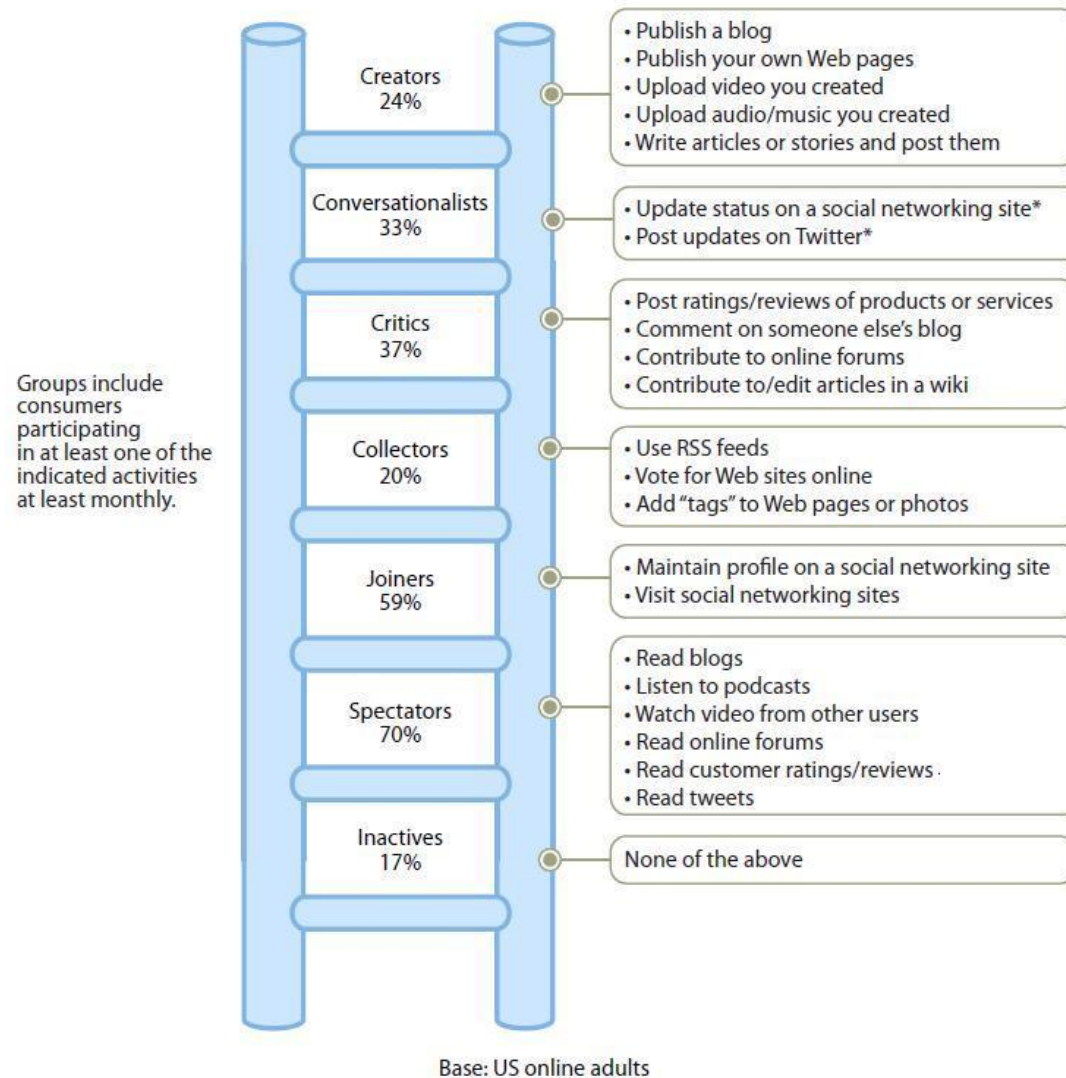 Creators
24%
• Publish a blog
• Publish your own Web pages
• Upload video you created
• Upload audio/music you created
• Write articles or stories and post them
Conversationalists
33%
• Update status on a social networking site*
• Post updates on Twitter*
Critics
37%
• Post ratings/reviews of products or services
• Comment on someone else's blog
• Contribute to online forums
• Contribute to/edit articles in a wiki
Groups include
consumers
participating
in at least one of the
indicated activities
at least monthly.
Collectors
20%
• Use RSS feeds
• Vote for Web sites online
• Add “tags” to Web pages or photos
Joiners
59%
• Maintain profile on a social networking site
• Visit social networking sites
Spectators
70%
• Read blogs
• Listen to podcasts
• Watch video from other users
• Read online forums
• Read customer ratings/reviews
• Read tweets
Inactives
17%
None of the above
Base: US online adults